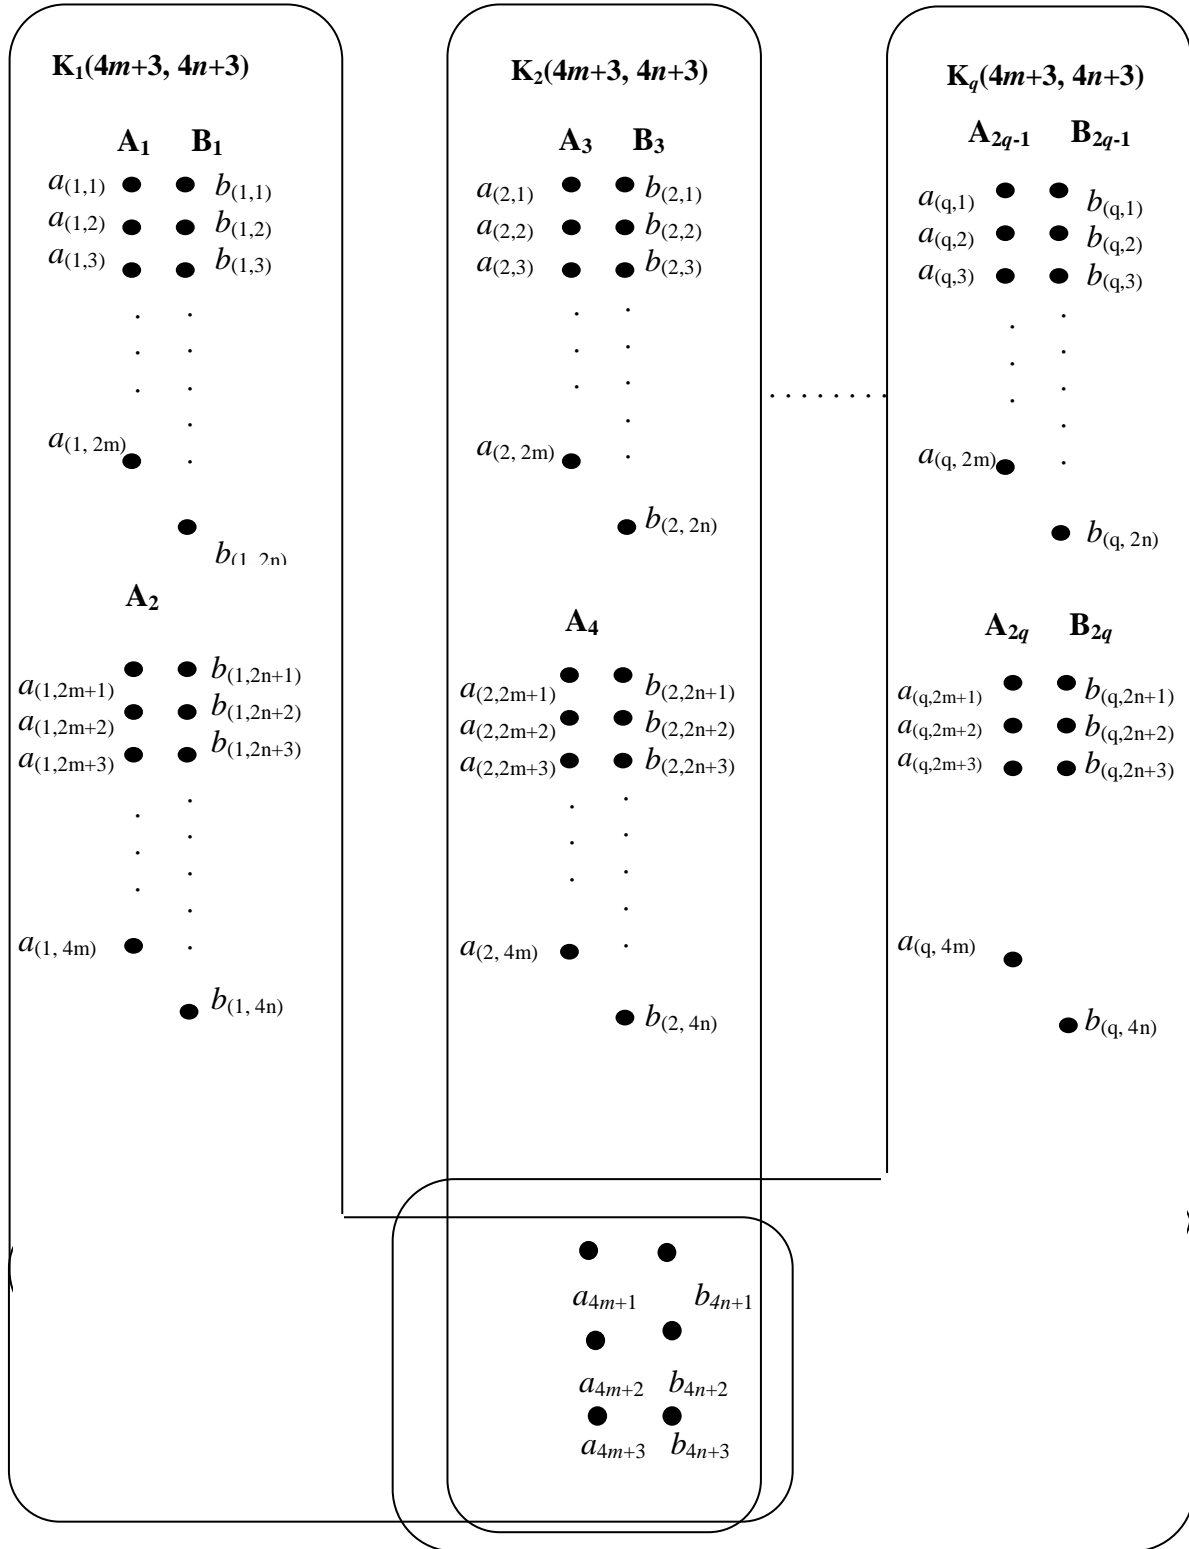 K₁(4m+3, 4n+3)
A₁ B₁
a(1,1) b(1,1)
a(1,2) b(1,2)
a(1,3) b(1,3)
a(1, 2m)
b(1, 2n)
A₂
a(1,2m+1) b(1,2n+1)
a(1,2m+2) b(1,2n+2)
a(1,2m+3) b(1,2n+3)
a(1, 4m)
b(1, 4n)
K₂(4m+3, 4n+3)
A₃ B₃
a(2,1) b(2,1)
a(2,2) b(2,2)
a(2,3) b(2,3)
a(2, 2m)
b(2, 2n)
A₄
a(2,2m+1) b(2,2n+1)
a(2,2m+2) b(2,2n+2)
a(2,2m+3) b(2,2n+3)
a(2, 4m)
b(2, 4n)
. . . . . . . .
Kq(4m+3, 4n+3)
A2q-1 B2q-1
a(q,1) b(q,1)
a(q,2) b(q,2)
a(q,3) b(q,3)
a(q, 2m)
b(q, 2n)
A2q B2q
a(q,2m+1) b(q,2n+1)
a(q,2m+2) b(q,2n+2)
a(q,2m+3) b(q,2n+3)
a(q, 4m)
b(q, 4n)
a4m+1 b4n+1
a4m+2 b4n+2
a4m+3 b4n+3